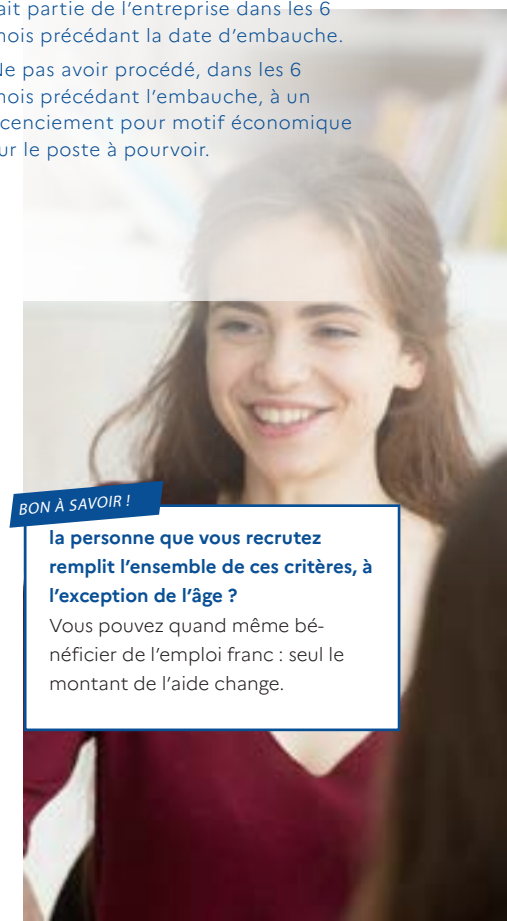 ait partie de l'entreprise dans les 6
mois précédant la date d'embauche.
Ne pas avoir procédé, dans les 6
mois précédant l'embauche, à un
licenciement pour motif économique
sur le poste à pourvoir.
BON À SAVOIR !
la personne que vous recrutez
remplit l'ensemble de ces critères, à
l'exception de l'âge ?
Vous pouvez quand même bé-
néficier de l'emploi franc : seul le
montant de l'aide change.